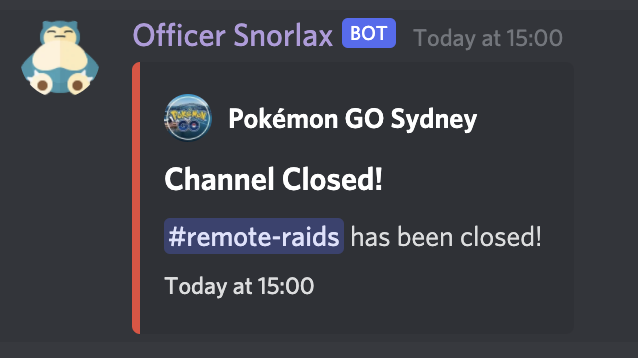 Officer Snorlax BOT Today at 15:00
POKÉMON GO
Pokémon GO Sydney
Channel Closed!
#remote-raids has been closed!
Today at 15:00